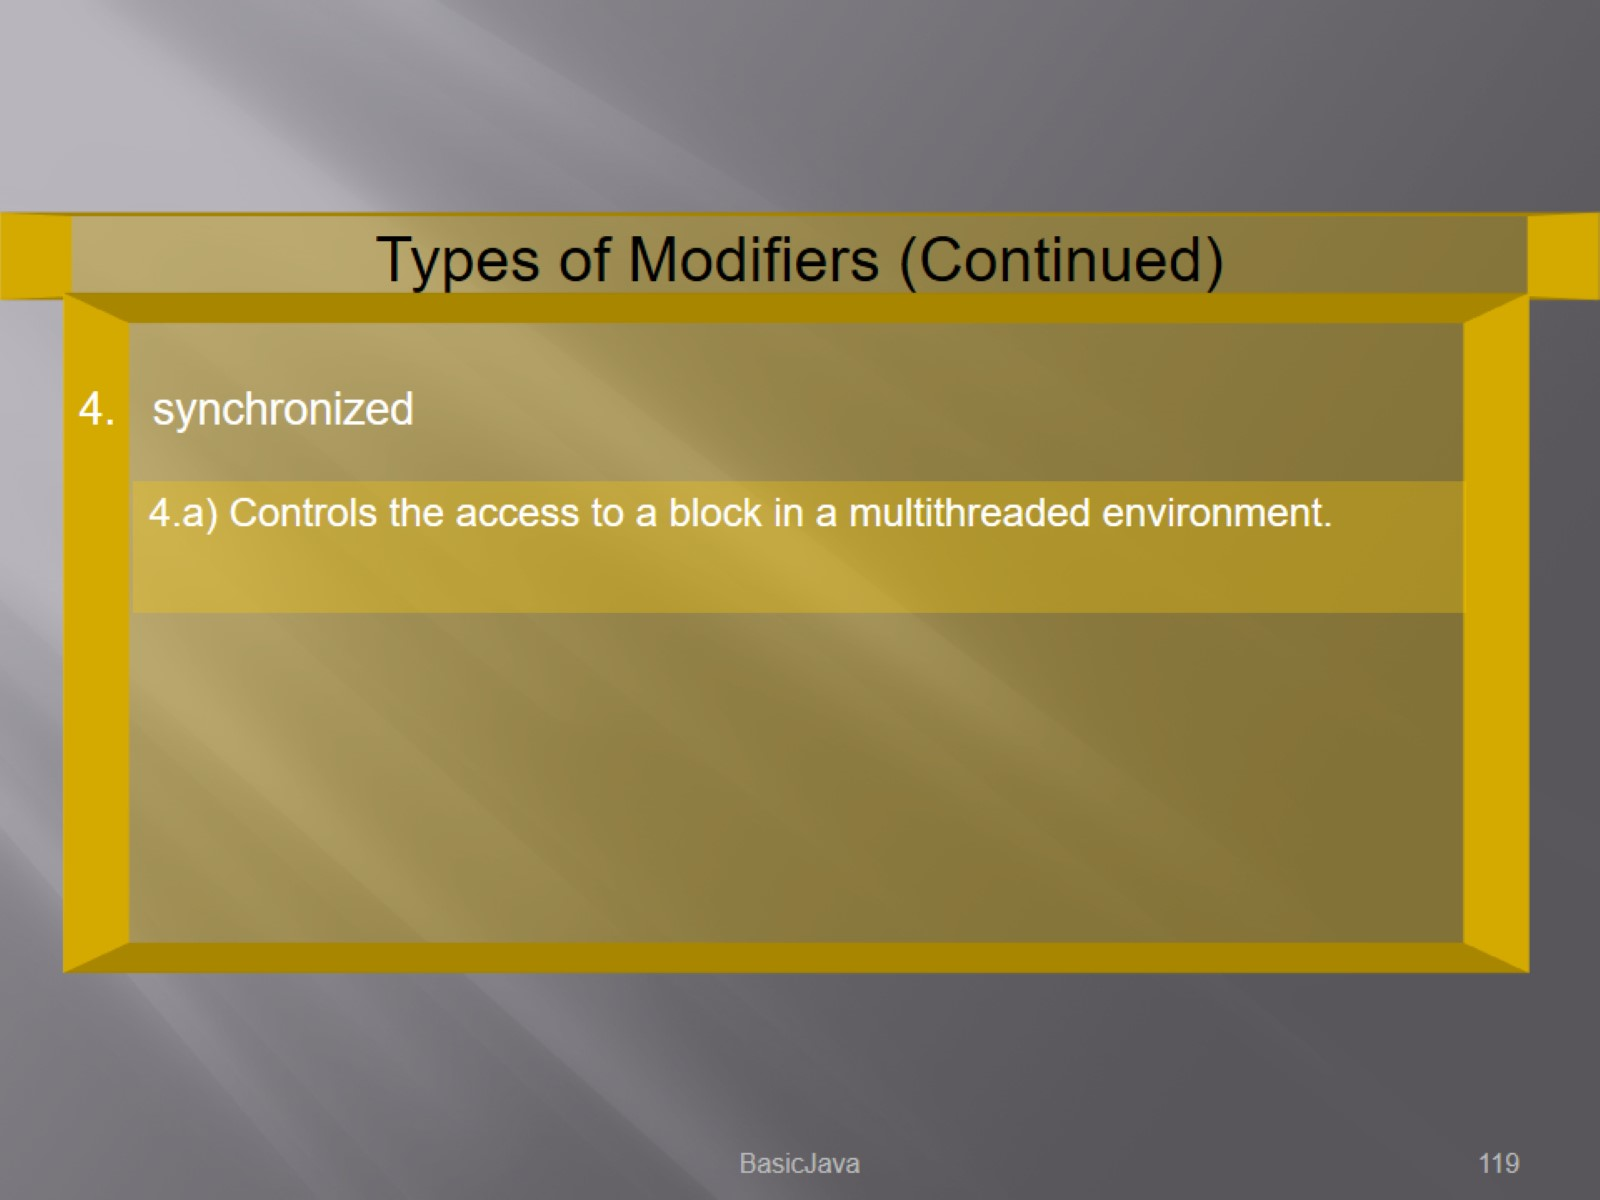 Types of Modifiers (Continued)
4. synchronized
4.a) Controls the access to a block in a multithreaded environment.
BasicJava
119